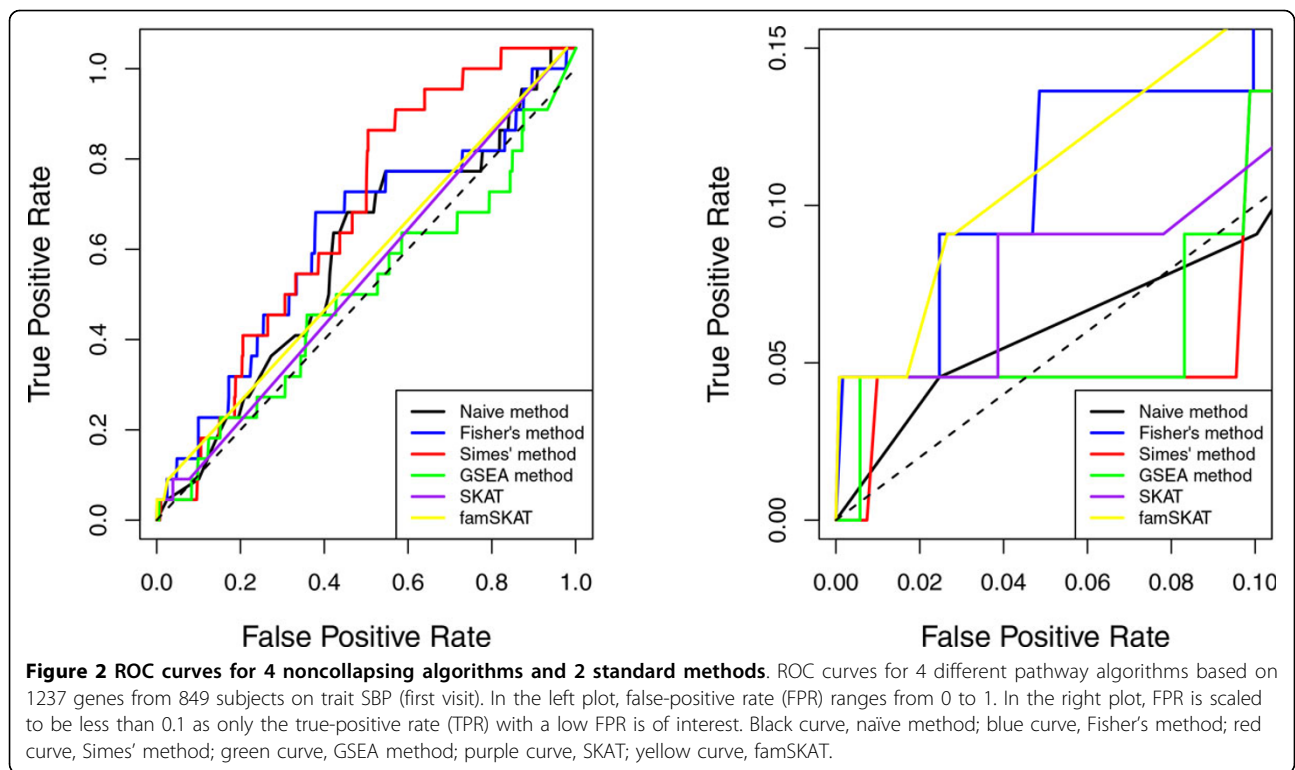 True Positive Rate
1.0
0.8
0.6
0.4
0.2
0.0
Naive method
Fisher's method
Simes' method
GSEA method
SKAT
famSKAT
0.0 0.2 0.4 0.6 0.8 1.0
False Positive Rate
True Positive Rate
0.15
0.10
0.05
0.00
Naive method
Fisher's method
Simes' method
GSEA method
SKAT
famSKAT
0.00 0.02 0.04 0.06 0.08 0.10
False Positive Rate
Figure 2 ROC curves for 4 noncollapsing algorithms and 2 standard methods. ROC curves for 4 different pathway algorithms based on
1237 genes from 849 subjects on trait SBP (first visit). In the left plot, false-positive rate (FPR) ranges from 0 to 1. In the right plot, FPR is scaled
to be less than 0.1 as only the true-positive rate (TPR) with a low FPR is of interest. Black curve, naïve method; blue curve, Fisher's method; red
curve, Simes' method; green curve, GSEA method; purple curve, SKAT; yellow curve, famSKAT.